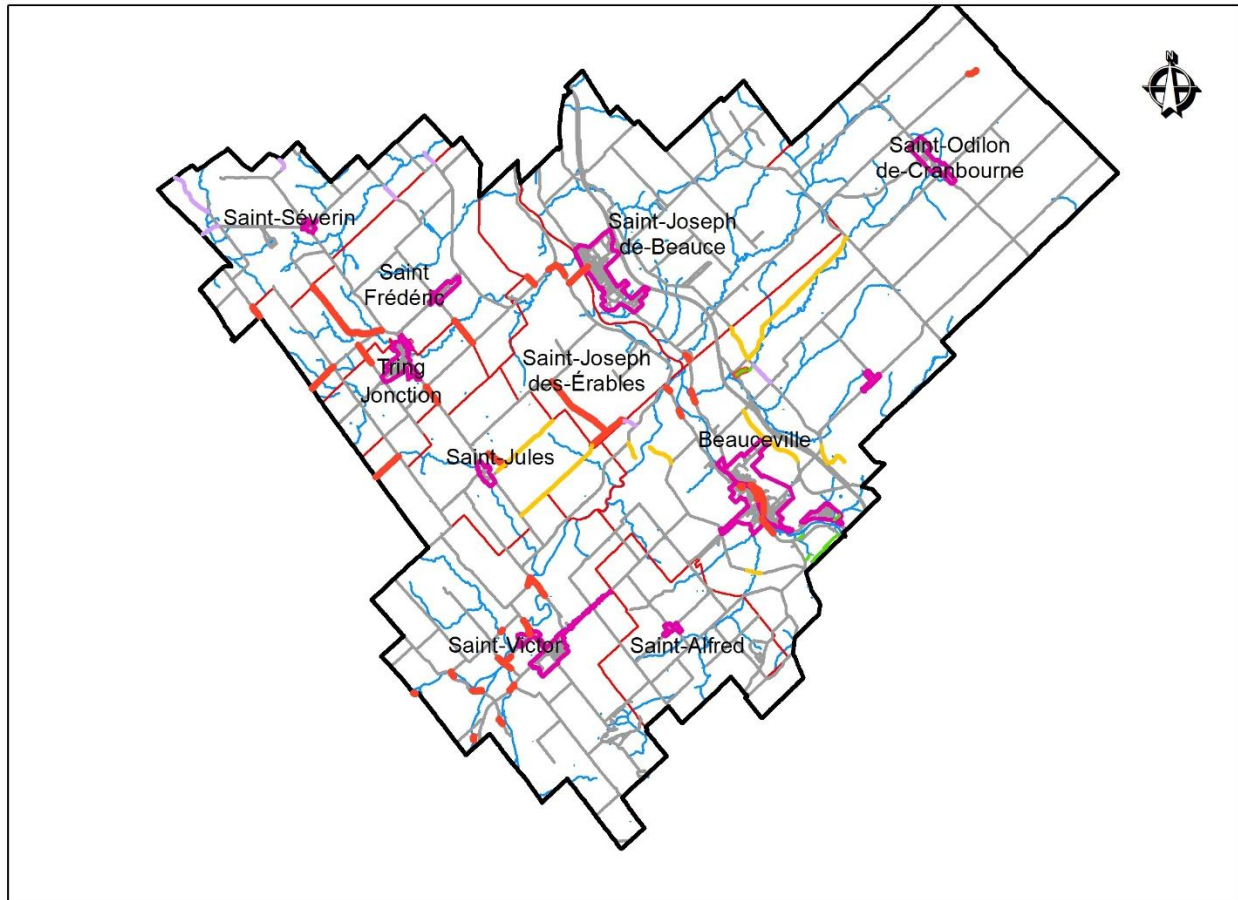 N
Saint-Odilon
de-Cranbourne
Saint-Séverin
Saint-Joseph
de-Beauce
Saint
Frédéric
Saint-Joseph
des-Érables
Tring
Jonction
Beauceville
Saint-Jules
Saint-Victor
Saint-Alfred